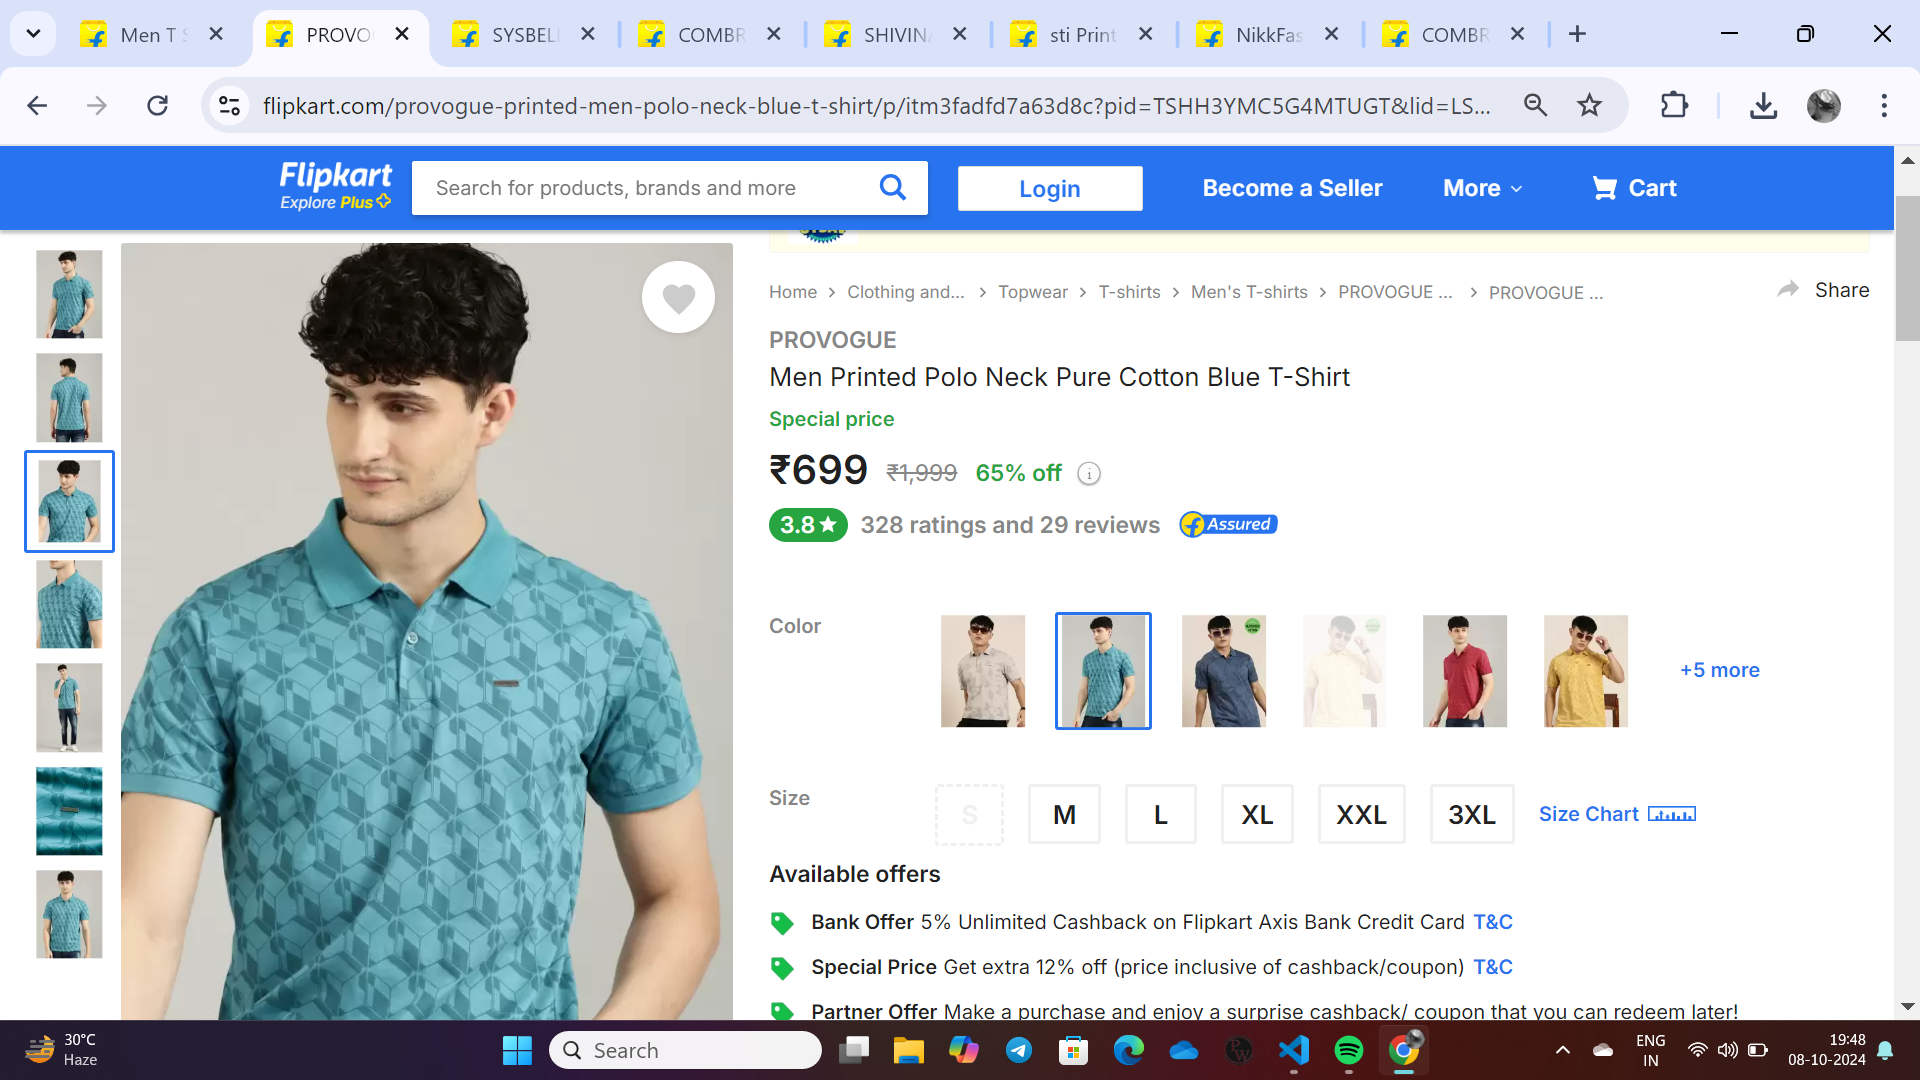 Men T S
PROVO
SYSBEL
COMBR
SHIVIN
sti Print
NikkFas
COMBR
flipkart.com/provogue-printed-men-polo-neck-blue-t-shirt/p/itm3fadfd7a63d8c?pid=TSHH3YMC5G4MTUGT&lid=LS...
Flipkart
Explore Plus
Search for products, brands and more
Login
Become a Seller
More
Cart
Home > Clothing and... > Topwear > T-shirts > Men's T-shirts > PROVOGUE ... > PROVOGUE ...
Share
PROVOGUE
Men Printed Polo Neck Pure Cotton Blue T-Shirt
Special price
₹699 ₹1,999 65% off i
3.8★ 328 ratings and 29 reviews f Assured
Color
+5 more
Size
S
M
L
XL
XXL
3XL
Size Chart
Available offers
Bank Offer 5% Unlimited Cashback on Flipkart Axis Bank Credit Card T&C
Special Price Get extra 12% off (price inclusive of cashback/coupon) T&C
Partner Offer Make a purchase and enjoy a surprise cashback/ coupon that you can redeem later!
30°C
Haze
Search
ENG
IN
19:48
08-10-2024